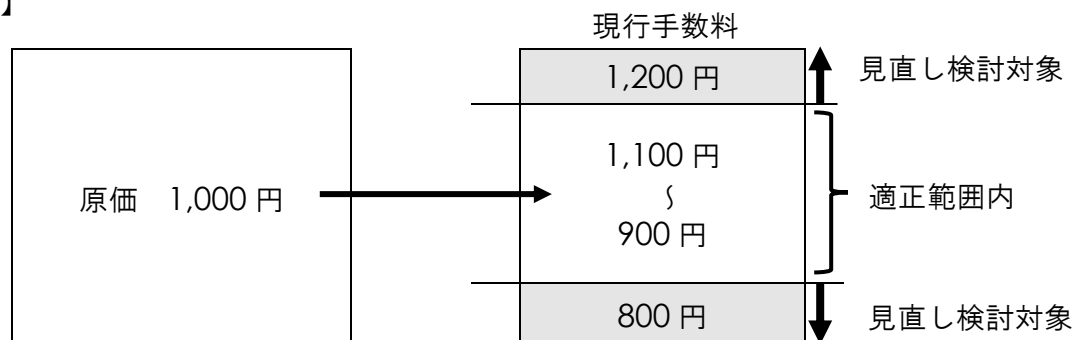 】
現行手数料
1,200 円
見直し検討対象
1,100 円
原価 1,000 円
~
適正範囲内
900 円
800 円
見直し検討対象